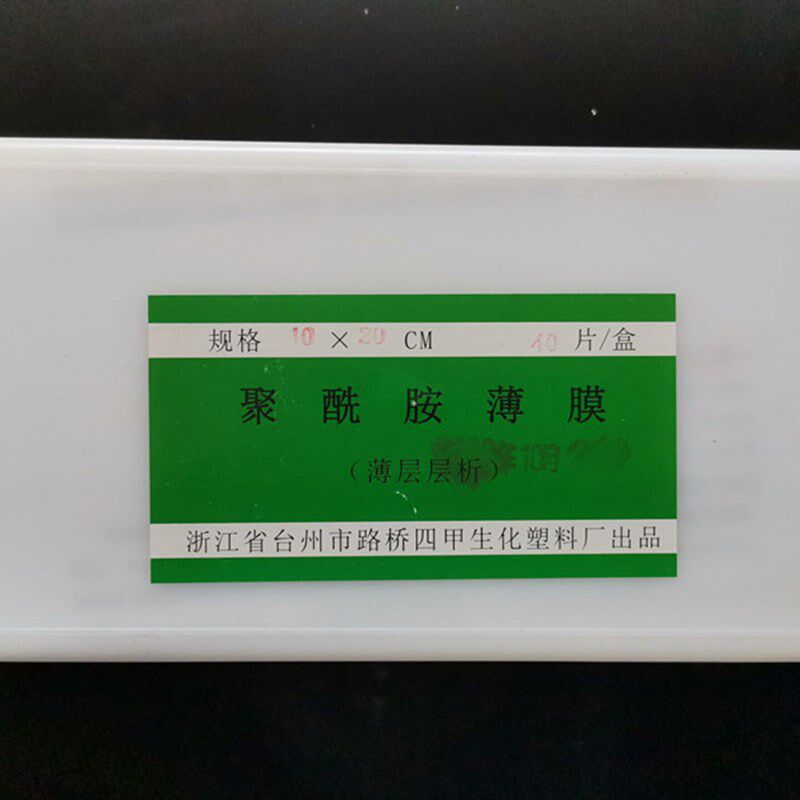 规格 10 × 20 CM 40 片/盒
聚酰胺薄膜
(薄层层析)
浙江省台州市路桥四甲生化塑料厂出品